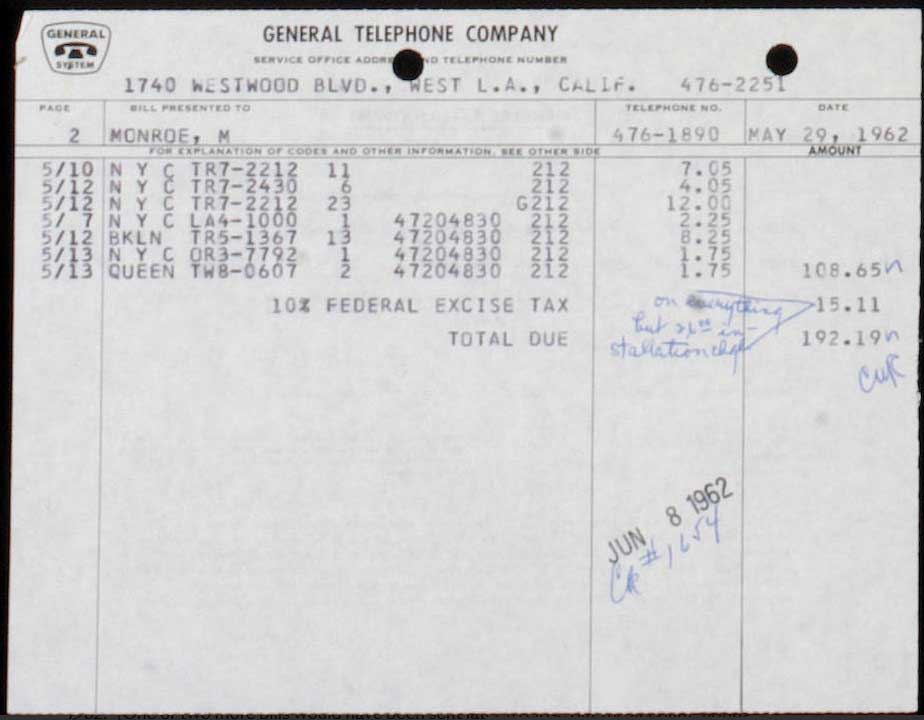 GENERAL SYSTEM
GENERAL TELEPHONE COMPANY
SERVICE OFFICE ADDRE ND TELEPHONE NUMBER
1740 WESTWOOD BLVD., WEST L.A., CALIF. 476-2251
PAGE BILL PRESENTED TO TELEPHONE NO. DATE
2 MONROE, M 476-1890 MAY 29, 1962
FOR EXPLANATION OF CODES AND OTHER INFORMATION, SEE OTHER SIDE AMOUNT
5/10 N Y C TR7-2212 11 212 7.05
5/12 N Y C TR7-2430 6 212 4.05
5/12 N Y C TR7-2212 23 G212 12.00
5/ 7 N Y C LA4-1000 1 47204830 212 2.25
5/12 BKLN TR5-1367 13 47204830 212 8.25
5/13 N Y C OR3-7792 1 47204830 212 1.75
5/13 QUEEN TW8-0607 2 47204830 212 1.75 108.65
10% FEDERAL EXCISE TAX on everything 15.11
but 26.00 in-
TOTAL DUE stallation chg 192.19
JUN 8 1962
Ck #1654